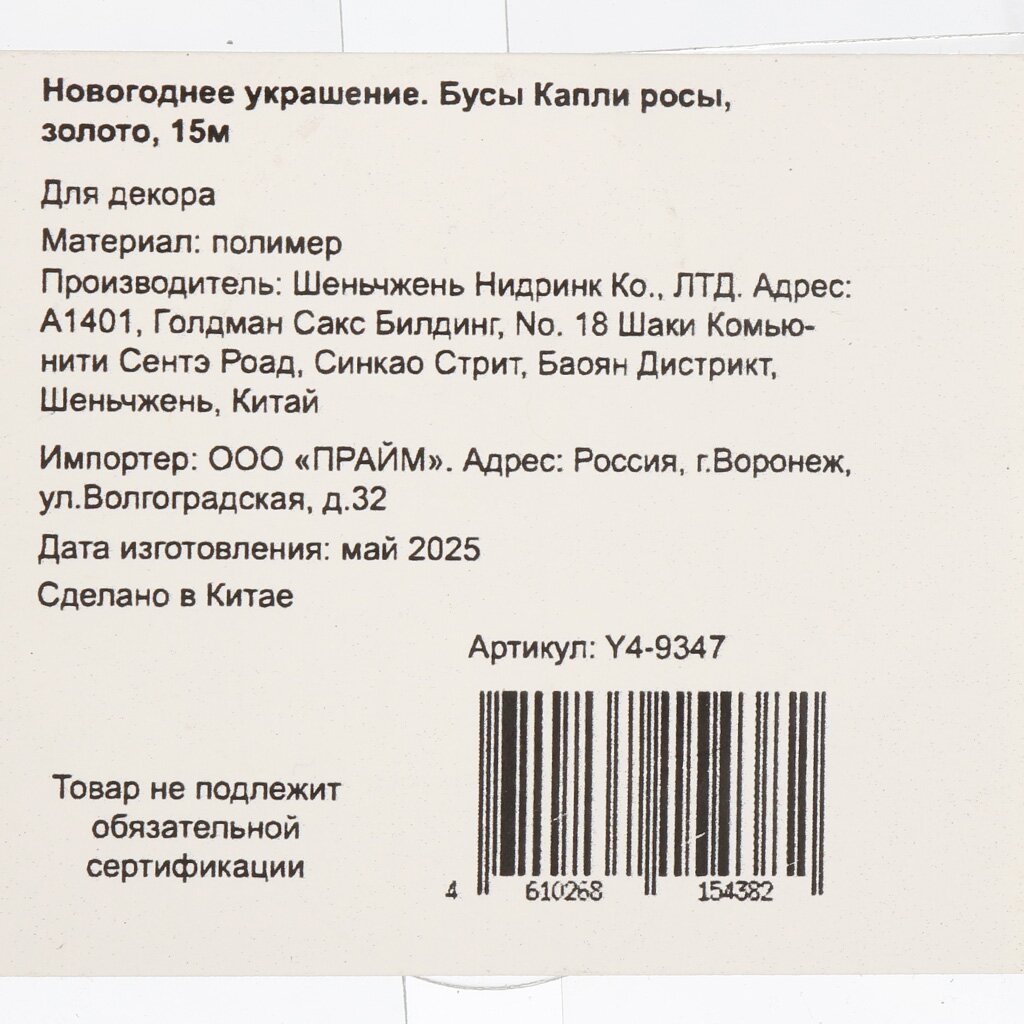 Новогоднее украшение. Бусы Капли росы,
золото, 15м
Для декора
Материал: полимер
Производитель: Шеньчжень Нидринк Ко., ЛТД. Адрес:
А1401, Голдман Сакс Билдинг, No. 18 Шаки Комью-
нити Сентэ Роад, Синкао Стрит, Баоян Дистрикт,
Шеньчжень, Китай
Импортер: ООО «ПРАЙМ». Адрес: Россия, г.Воронеж,
ул.Волгоградская, д.32
Дата изготовления: май 2025
Сделано в Китае
Артикул: Y4-9347
Товар не подлежит
обязательной
сертификации
4 610268 154382